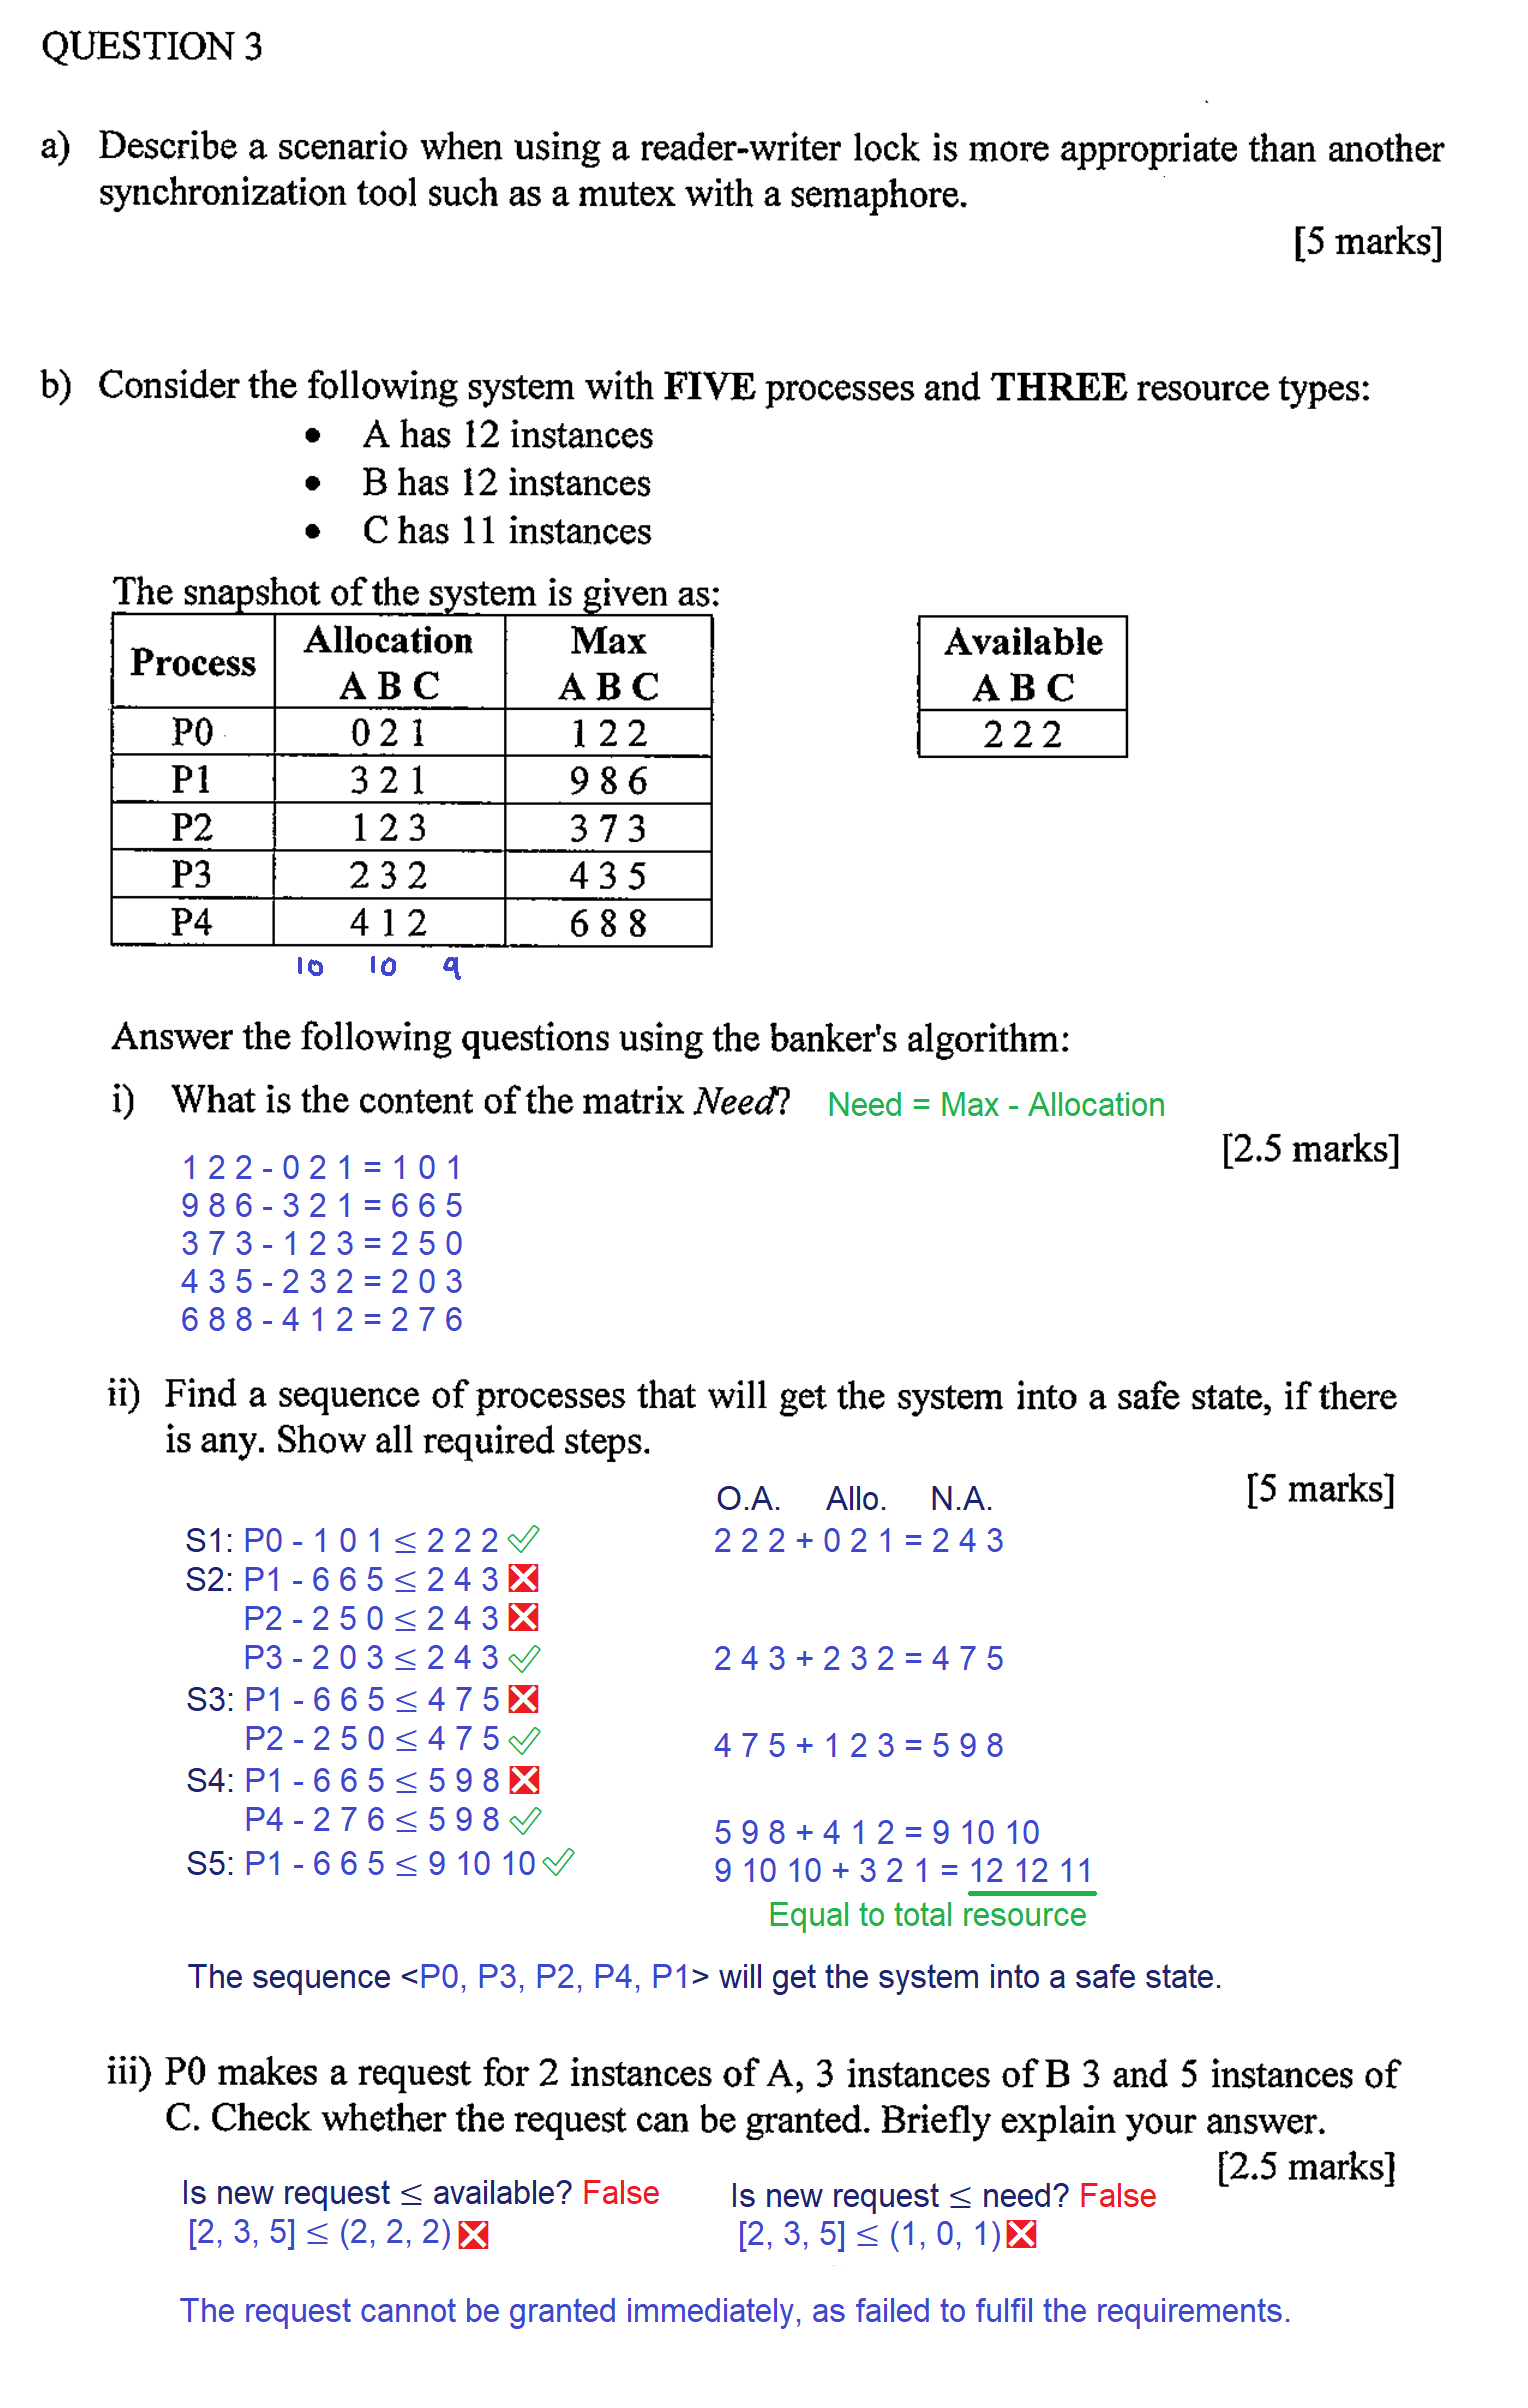 QUESTION 3
a) Describe a scenario when using a reader-writer lock is more appropriate than another
synchronization tool such as a mutex with a semaphore.
[5 marks]
b) Consider the following system with FIVE processes and THREE resource types:
• A has 12 instances
• B has 12 instances
• C has 11 instances
The snapshot of the system is given as:
Process Allocation Max Available
A B C A B C A B C
P0 0 2 1 1 2 2 2 2 2
P1 3 2 1 9 8 6
P2 1 2 3 3 7 3
P3 2 3 2 4 3 5
P4 4 1 2 6 8 8
10 10 9
Answer the following questions using the banker's algorithm:
i) What is the content of the matrix Need? Need = Max - Allocation
[2.5 marks]
1 2 2 - 0 2 1 = 1 0 1
9 8 6 - 3 2 1 = 6 6 5
3 7 3 - 1 2 3 = 2 5 0
4 3 5 - 2 3 2 = 2 0 3
6 8 8 - 4 1 2 = 2 7 6
ii) Find a sequence of processes that will get the system into a safe state, if there
is any. Show all required steps.
[5 marks]
O.A. Allo. N.A.
S1: P0 - 1 0 1 ≤ 2 2 2 ✓ 2 2 2 + 0 2 1 = 2 4 3
S2: P1 - 6 6 5 ≤ 2 4 3 ❌
P2 - 2 5 0 ≤ 2 4 3 ❌
P3 - 2 0 3 ≤ 2 4 3 ✓ 2 4 3 + 2 3 2 = 4 7 5
S3: P1 - 6 6 5 ≤ 4 7 5 ❌
P2 - 2 5 0 ≤ 4 7 5 ✓ 4 7 5 + 1 2 3 = 5 9 8
S4: P1 - 6 6 5 ≤ 5 9 8 ❌
P4 - 2 7 6 ≤ 5 9 8 ✓ 5 9 8 + 4 1 2 = 9 10 10
S5: P1 - 6 6 5 ≤ 9 10 10 ✓ 9 10 10 + 3 2 1 = 12 12 11
Equal to total resource
The sequence <P0, P3, P2, P4, P1> will get the system into a safe state.
iii) P0 makes a request for 2 instances of A, 3 instances of B 3 and 5 instances of
C. Check whether the request can be granted. Briefly explain your answer.
[2.5 marks]
Is new request ≤ available? False Is new request ≤ need? False
[2, 3, 5] ≤ (2, 2, 2) ❌ [2, 3, 5] ≤ (1, 0, 1) ❌
The request cannot be granted immediately, as failed to fulfil the requirements.